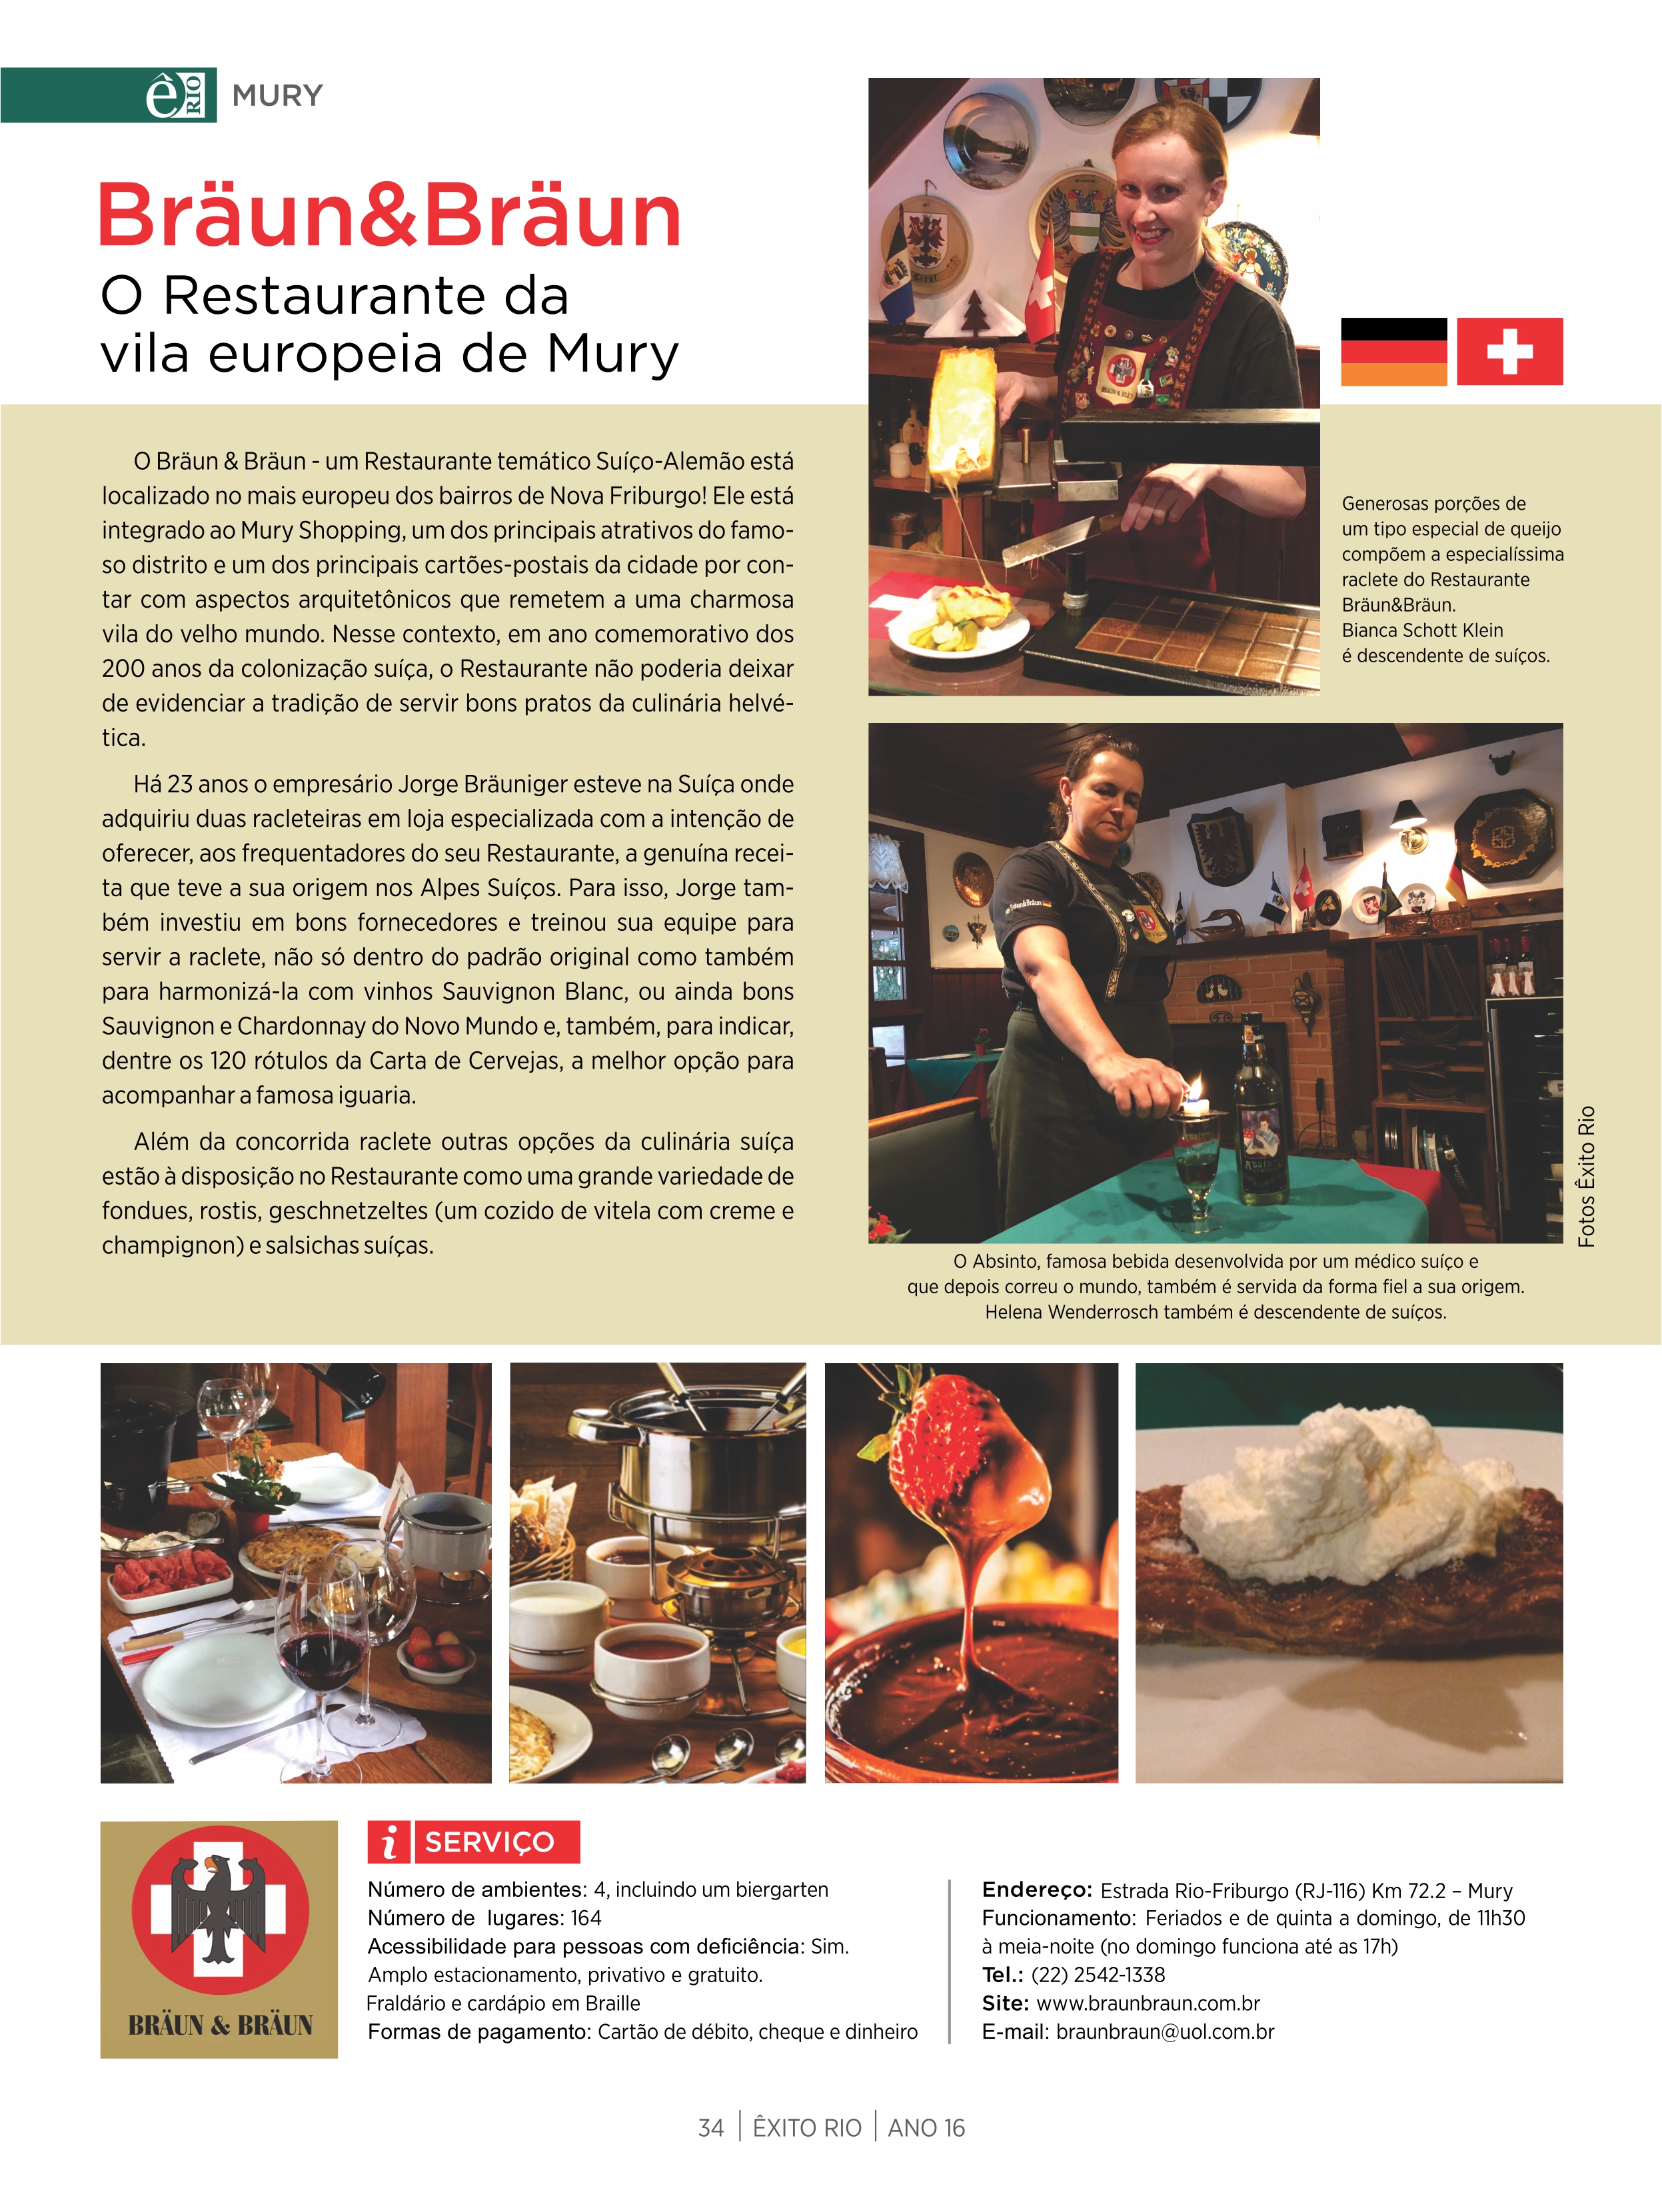 ê RIO MURY
Bräun&Bräun
O Restaurante da
vila europeia de Mury
O Bräun & Bräun - um Restaurante temático Suíço-Alemão está
localizado no mais europeu dos bairros de Nova Friburgo! Ele está
integrado ao Mury Shopping, um dos principais atrativos do famo-
so distrito e um dos principais cartões-postais da cidade por con-
tar com aspectos arquitetônicos que remetem a uma charmosa
vila do velho mundo. Nesse contexto, em ano comemorativo dos
200 anos da colonização suíça, o Restaurante não poderia deixar
de evidenciar a tradição de servir bons pratos da culinária helvé-
tica.
Há 23 anos o empresário Jorge Bräuniger esteve na Suíça onde
adquiriu duas racleteiras em loja especializada com a intenção de
oferecer, aos frequentadores do seu Restaurante, a genuína recei-
ta que teve a sua origem nos Alpes Suíços. Para isso, Jorge tam-
bém investiu em bons fornecedores e treinou sua equipe para
servir a raclete, não só dentro do padrão original como também
para harmonizá-la com vinhos Sauvignon Blanc, ou ainda bons
Sauvignon e Chardonnay do Novo Mundo e, também, para indicar,
dentre os 120 rótulos da Carta de Cervejas, a melhor opção para
acompanhar a famosa iguaria.
Além da concorrida raclete outras opções da culinária suíça
estão à disposição no Restaurante como uma grande variedade de
fondues, rostis, geschnetzeltes (um cozido de vitela com creme e
champignon) e salsichas suíças.
Generosas porções de
um tipo especial de queijo
compõem a especialíssima
raclete do Restaurante
Bräun&Bräun.
Bianca Schott Klein
é descendente de suíços.
Fotos Êxito Rio
O Absinto, famosa bebida desenvolvida por um médico suíço e
que depois correu o mundo, também é servida da forma fiel a sua origem.
Helena Wenderrosch também é descendente de suíços.
BRÄUN & BRÄUN
i SERVIÇO
Número de ambientes: 4, incluindo um biergarten
Número de lugares: 164
Acessibilidade para pessoas com deficiência: Sim.
Amplo estacionamento, privativo e gratuito.
Fraldário e cardápio em Braille
Formas de pagamento: Cartão de débito, cheque e dinheiro
Endereço: Estrada Rio-Friburgo (RJ-116) Km 72.2 – Mury
Funcionamento: Feriados e de quinta a domingo, de 11h30
à meia-noite (no domingo funciona até as 17h)
Tel.: (22) 2542-1338
Site: www.braunbraun.com.br
E-mail: braunbraun@uol.com.br
34 | ÊXITO RIO | ANO 16